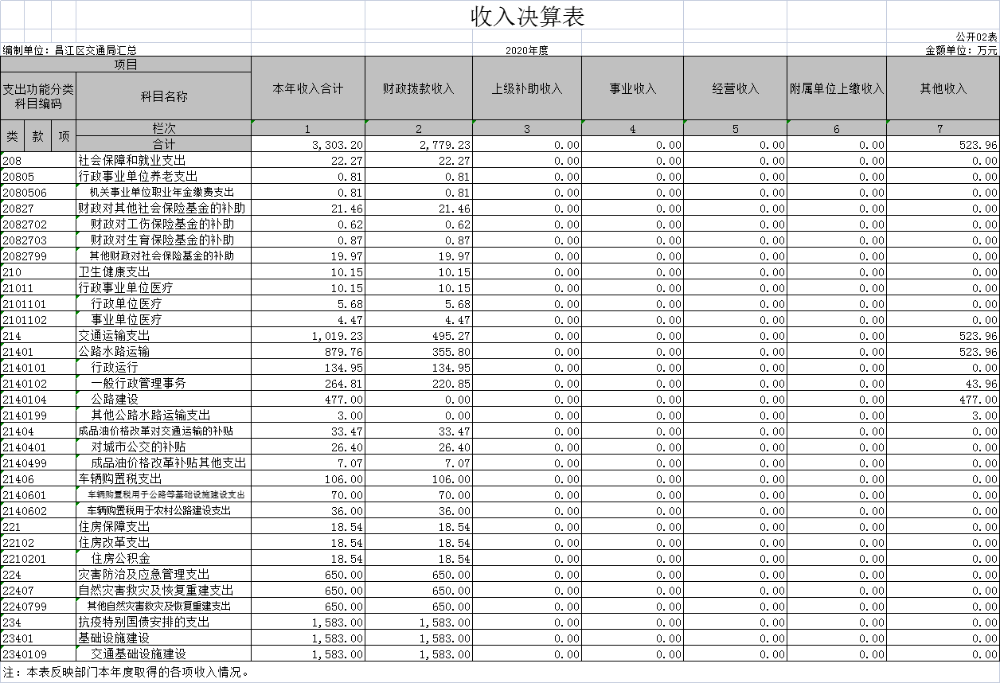 收入决算表
公开02表
编制单位：昌江区交通局汇总 2020年度 金额单位：万元
项目 本年收入合计 财政拨款收入 上级补助收入 事业收入 经营收入 附属单位上缴收入 其他收入
支出功能分类科目编码 科目名称
类 款 项 栏次 1 2 3 4 5 6 7
合计 3,303.20 2,779.23 0.00 0.00 0.00 0.00 523.96
208 社会保障和就业支出 22.27 22.27 0.00 0.00 0.00 0.00 0.00
20805 行政事业单位养老支出 0.81 0.81 0.00 0.00 0.00 0.00 0.00
2080506 机关事业单位职业年金缴费支出 0.81 0.81 0.00 0.00 0.00 0.00 0.00
20827 财政对其他社会保险基金的补助 21.46 21.46 0.00 0.00 0.00 0.00 0.00
2082702 财政对工伤保险基金的补助 0.62 0.62 0.00 0.00 0.00 0.00 0.00
2082703 财政对生育保险基金的补助 0.87 0.87 0.00 0.00 0.00 0.00 0.00
2082799 其他财政对社会保险基金的补助 19.97 19.97 0.00 0.00 0.00 0.00 0.00
210 卫生健康支出 10.15 10.15 0.00 0.00 0.00 0.00 0.00
21011 行政事业单位医疗 10.15 10.15 0.00 0.00 0.00 0.00 0.00
2101101 行政单位医疗 5.68 5.68 0.00 0.00 0.00 0.00 0.00
2101102 事业单位医疗 4.47 4.47 0.00 0.00 0.00 0.00 0.00
214 交通运输支出 1,019.23 495.27 0.00 0.00 0.00 0.00 523.96
21401 公路水路运输 879.76 355.80 0.00 0.00 0.00 0.00 523.96
2140101 行政运行 134.95 134.95 0.00 0.00 0.00 0.00 0.00
2140102 一般行政管理事务 264.81 220.85 0.00 0.00 0.00 0.00 43.96
2140104 公路建设 477.00 0.00 0.00 0.00 0.00 0.00 477.00
2140199 其他公路水路运输支出 3.00 0.00 0.00 0.00 0.00 0.00 3.00
21404 成品油价格改革对交通运输的补贴 33.47 33.47 0.00 0.00 0.00 0.00 0.00
2140401 对城市公交的补贴 26.40 26.40 0.00 0.00 0.00 0.00 0.00
2140499 成品油价格改革补贴其他支出 7.07 7.07 0.00 0.00 0.00 0.00 0.00
21406 车辆购置税支出 106.00 106.00 0.00 0.00 0.00 0.00 0.00
2140601 车辆购置税用于公路等基础设施建设支出 70.00 70.00 0.00 0.00 0.00 0.00 0.00
2140602 车辆购置税用于农村公路建设支出 36.00 36.00 0.00 0.00 0.00 0.00 0.00
221 住房保障支出 18.54 18.54 0.00 0.00 0.00 0.00 0.00
22102 住房改革支出 18.54 18.54 0.00 0.00 0.00 0.00 0.00
2210201 住房公积金 18.54 18.54 0.00 0.00 0.00 0.00 0.00
224 灾害防治及应急管理支出 650.00 650.00 0.00 0.00 0.00 0.00 0.00
22407 自然灾害救灾及恢复重建支出 650.00 650.00 0.00 0.00 0.00 0.00 0.00
2240799 其他自然灾害救灾及恢复重建支出 650.00 650.00 0.00 0.00 0.00 0.00 0.00
234 抗疫特别国债安排的支出 1,583.00 1,583.00 0.00 0.00 0.00 0.00 0.00
23401 基础设施建设 1,583.00 1,583.00 0.00 0.00 0.00 0.00 0.00
2340109 交通基础设施建设 1,583.00 1,583.00 0.00 0.00 0.00 0.00 0.00
注：本表反映部门本年度取得的各项收入情况。